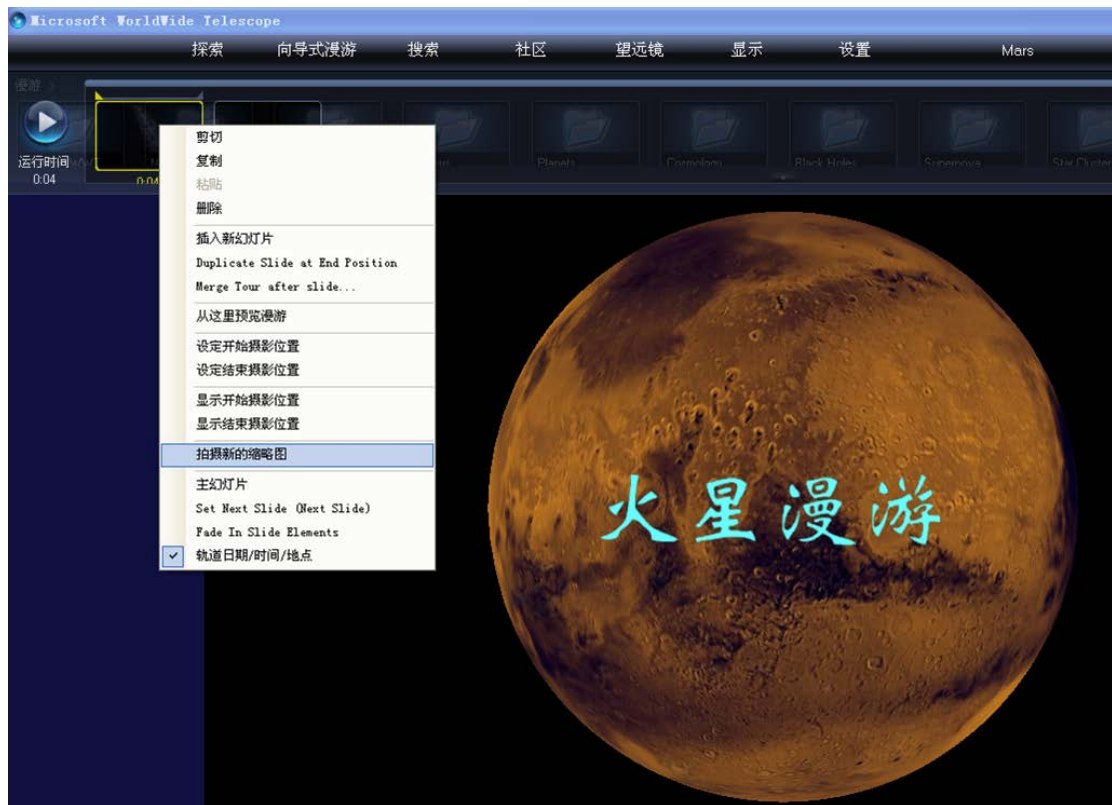 Microsoft WorldWide Telescope
探索 向导式漫游 搜索 社区 望远镜 显示 设置 Mars
漫游 >
运行时间
0:04
0:04
Planets
Cosmology
Black Holes
Supernova
Star Cluster
剪切
复制
粘贴
删除
插入新幻灯片
Duplicate Slide at End Position
Merge Tour after slide...
从这里预览漫游
设定开始摄影位置
设定结束摄影位置
显示开始摄影位置
显示结束摄影位置
拍摄新的缩略图
主幻灯片
Set Next Slide (Next Slide)
Fade In Slide Elements
轨道日期/时间/地点
火星漫游